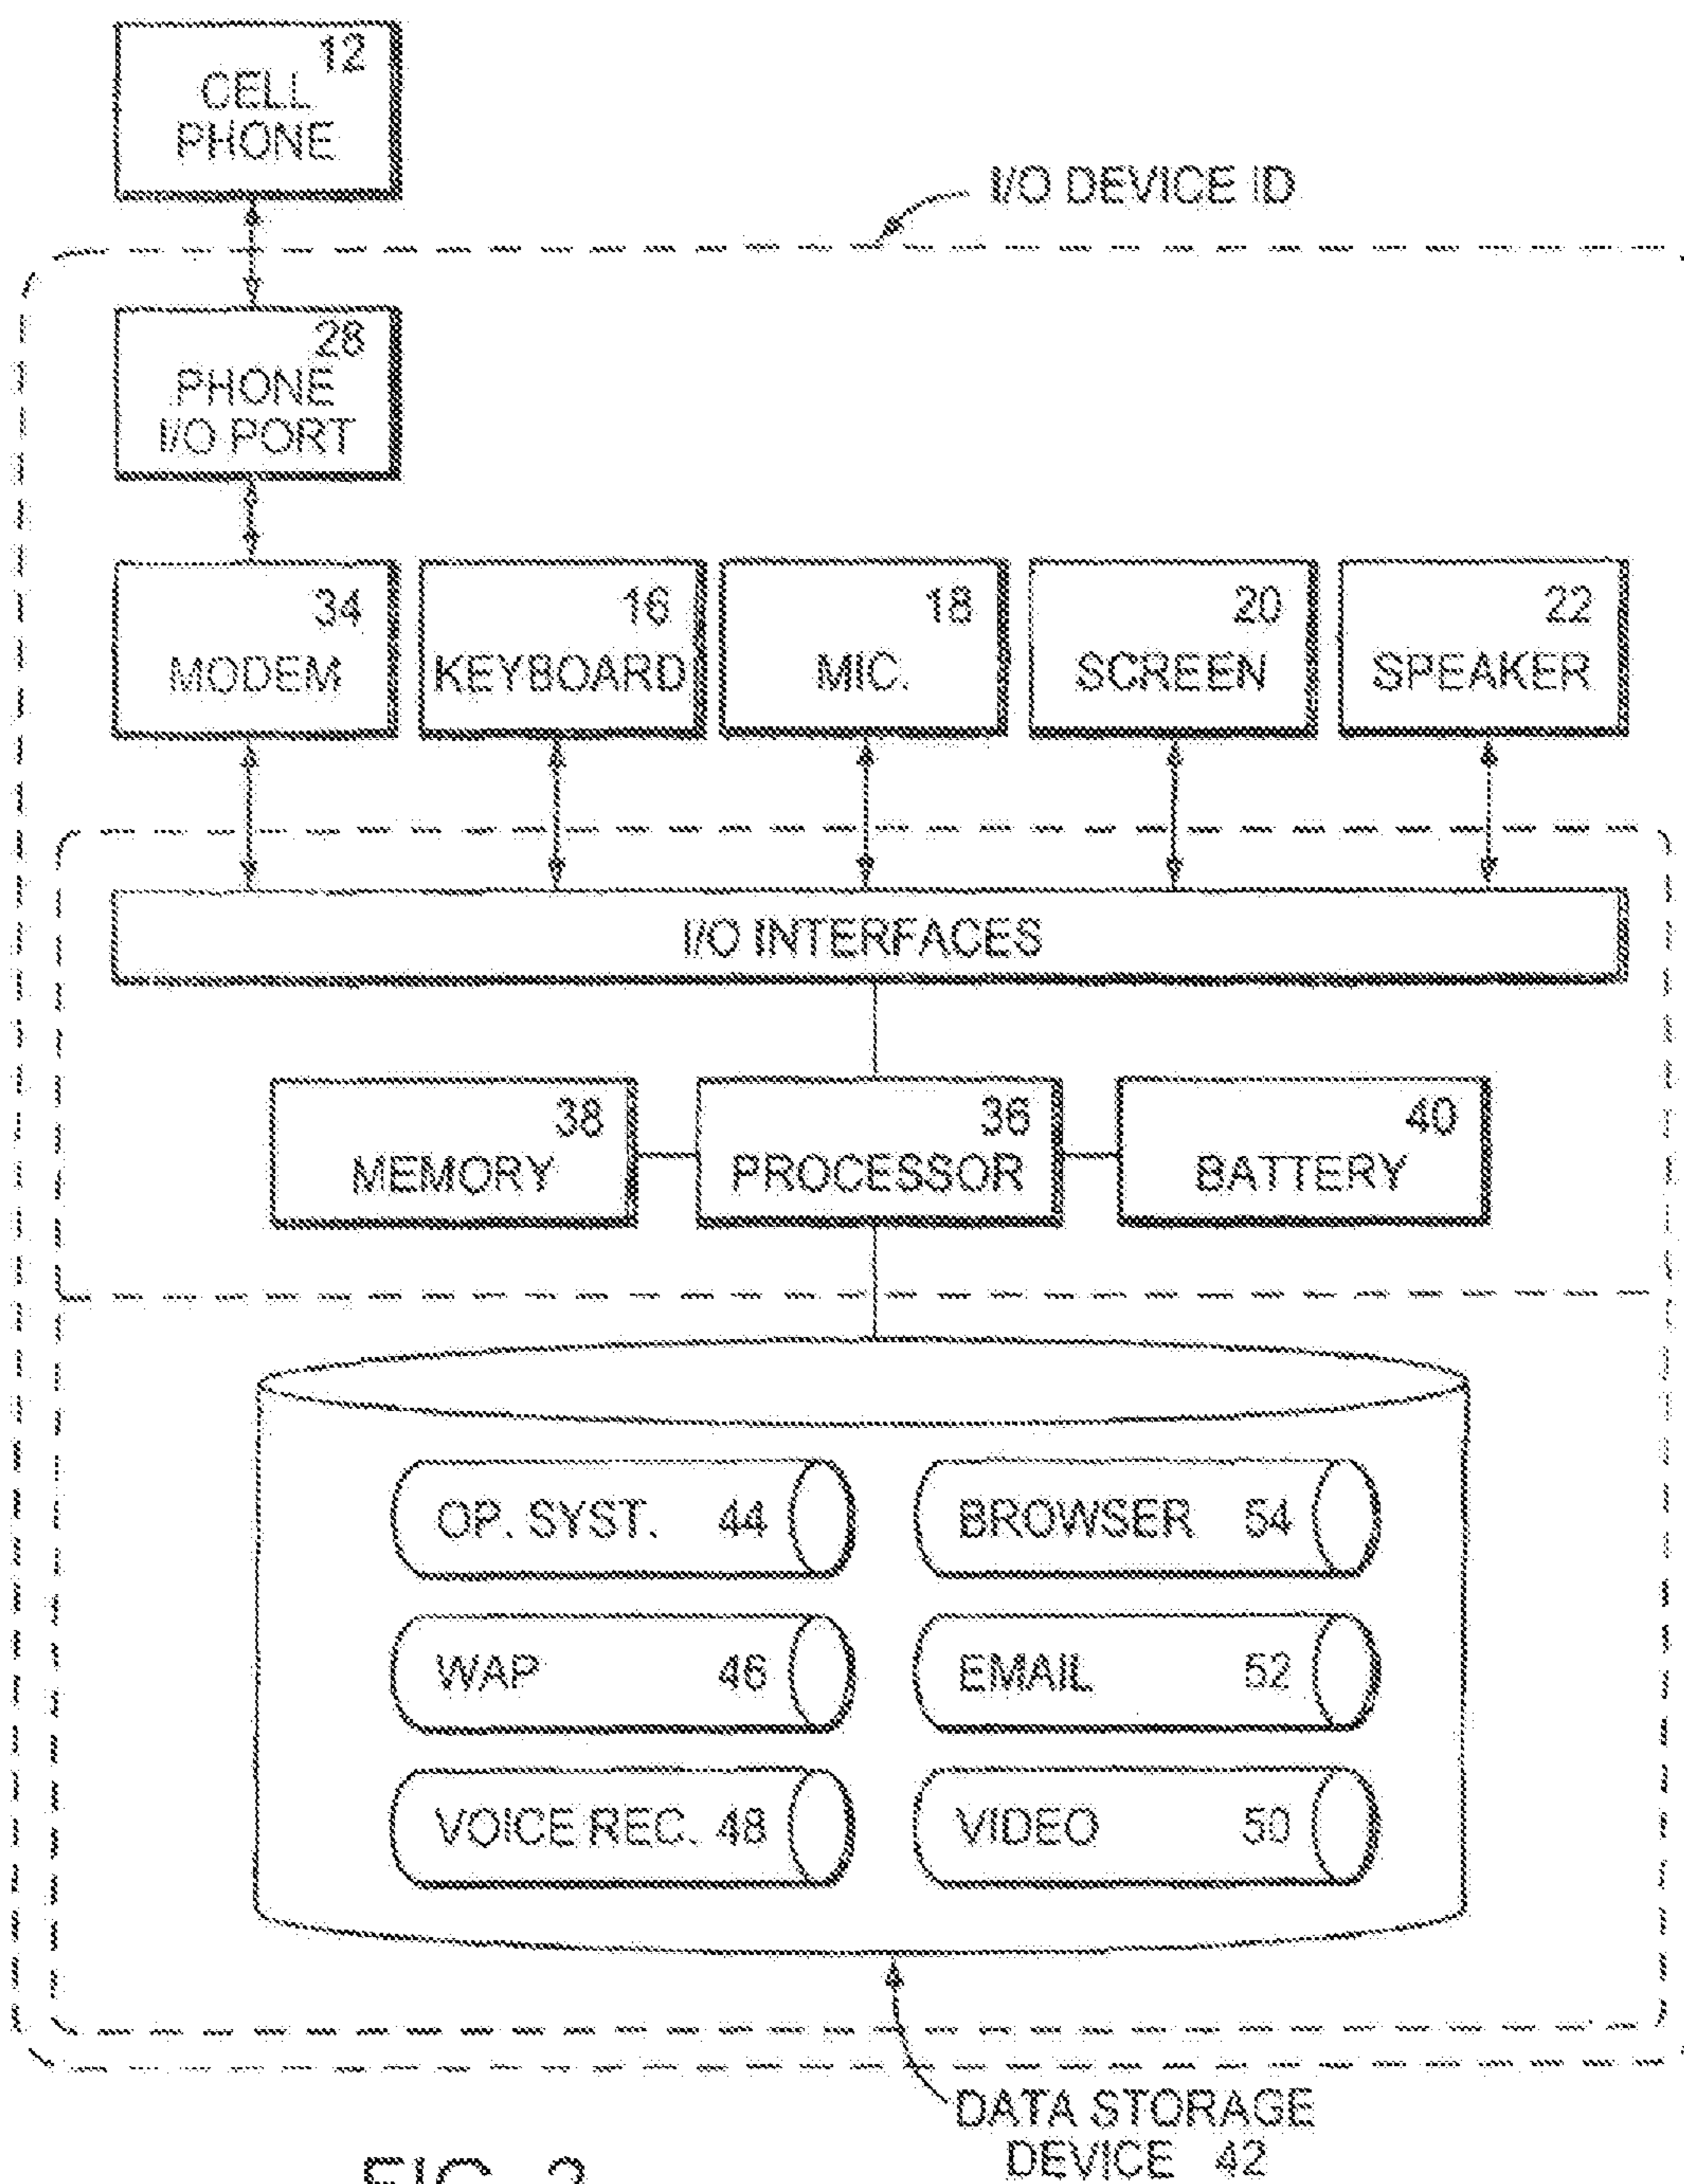 12
CELL
PHONE
I/O DEVICE ID
28
PHONE
I/O PORT
34
MODEM
16
KEYBOARD
18
MIC.
20
SCREEN
22
SPEAKER
I/O INTERFACES
38
MEMORY
36
PROCESSOR
40
BATTERY
OP. SYST. 44
BROWSER 54
WAP 46
EMAIL 52
VOICE REC. 48
VIDEO 50
DATA STORAGE
DEVICE 42